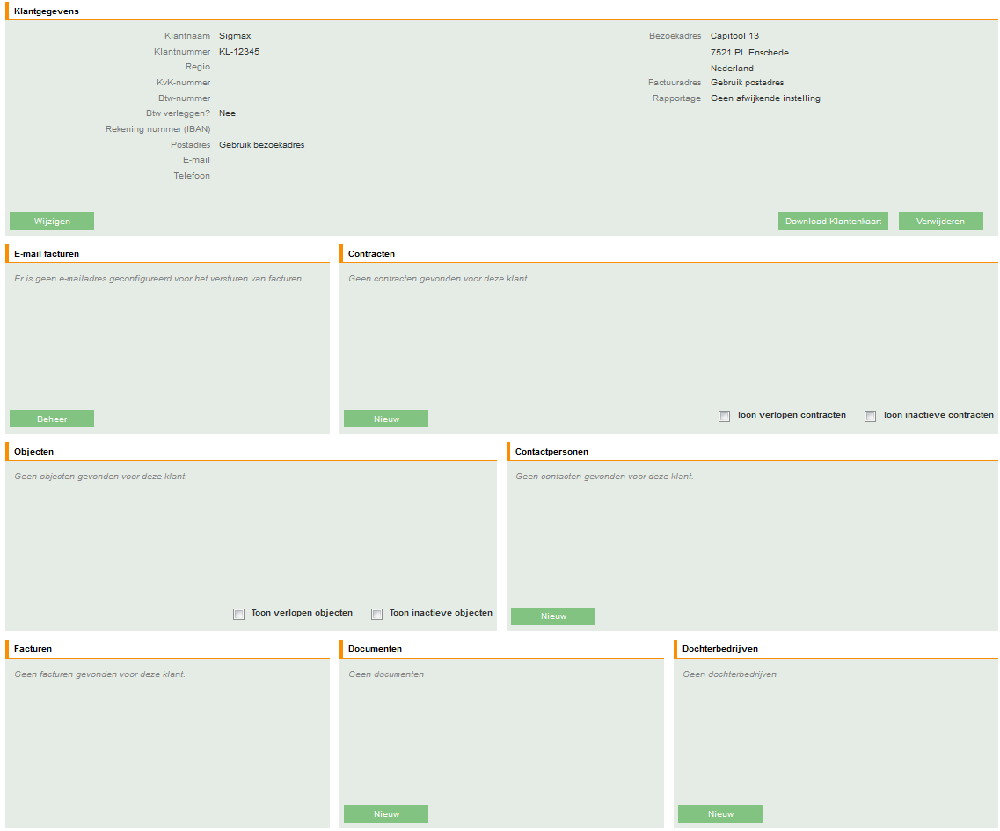 Klantgegevens
Klantnaam Sigmax
Klantnummer KL-12345
Regio
KvK-nummer
Btw-nummer
Btw verleggen? Nee
Rekening nummer (IBAN)
Postadres Gebruik bezoekadres
E-mail
Telefoon
Bezoekadres Capitool 13
7521 PL Enschede
Nederland
Factuuradres Gebruik postadres
Rapportage Geen afwijkende instelling
Wijzigen
Download Klantenkaart
Verwijderen
E-mail facturen
Er is geen e-mailadres geconfigureerd voor het versturen van facturen
Beheer
Contracten
Geen contracten gevonden voor deze klant.
Nieuw
Toon verlopen contracten
Toon inactieve contracten
Objecten
Geen objecten gevonden voor deze klant.
Toon verlopen objecten
Toon inactieve objecten
Contactpersonen
Geen contacten gevonden voor deze klant.
Nieuw
Facturen
Geen facturen gevonden voor deze klant.
Documenten
Geen documenten
Nieuw
Dochterbedrijven
Geen dochterbedrijven
Nieuw